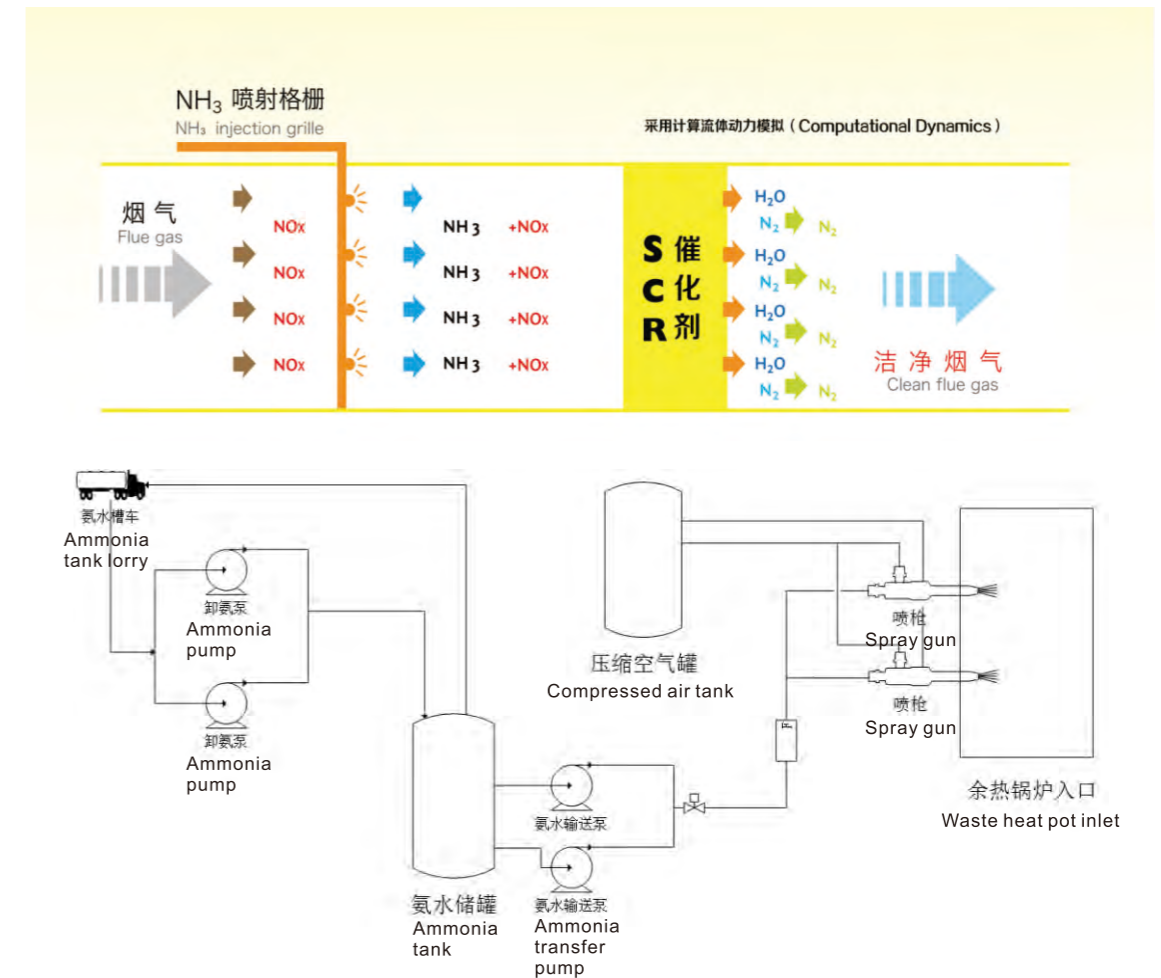 NH₃ 喷射格栅
NH₃ injection grille
采用计算流体动力模拟（Computational Dynamics）
烟气
Flue gas
NOx
NOx
NOx
NOx
NH3 +NOx
NH3 +NOx
NH3 +NOx
NH3 +NOx
S 催
C 化
R 剂
H₂O
N₂ N₂
H₂O
N₂ N₂
H₂O
N₂ N₂
H₂O
N₂ N₂
洁净烟气
Clean flue gas
氨水槽车
Ammonia
tank lorry
卸氨泵
Ammonia
pump
卸氨泵
Ammonia
pump
氨水储罐
Ammonia
tank
氨水输送泵
氨水输送泵
Ammonia
transfer
pump
压缩空气罐
Compressed air tank
喷枪
Spray gun
喷枪
Spray gun
余热锅炉入口
Waste heat pot inlet